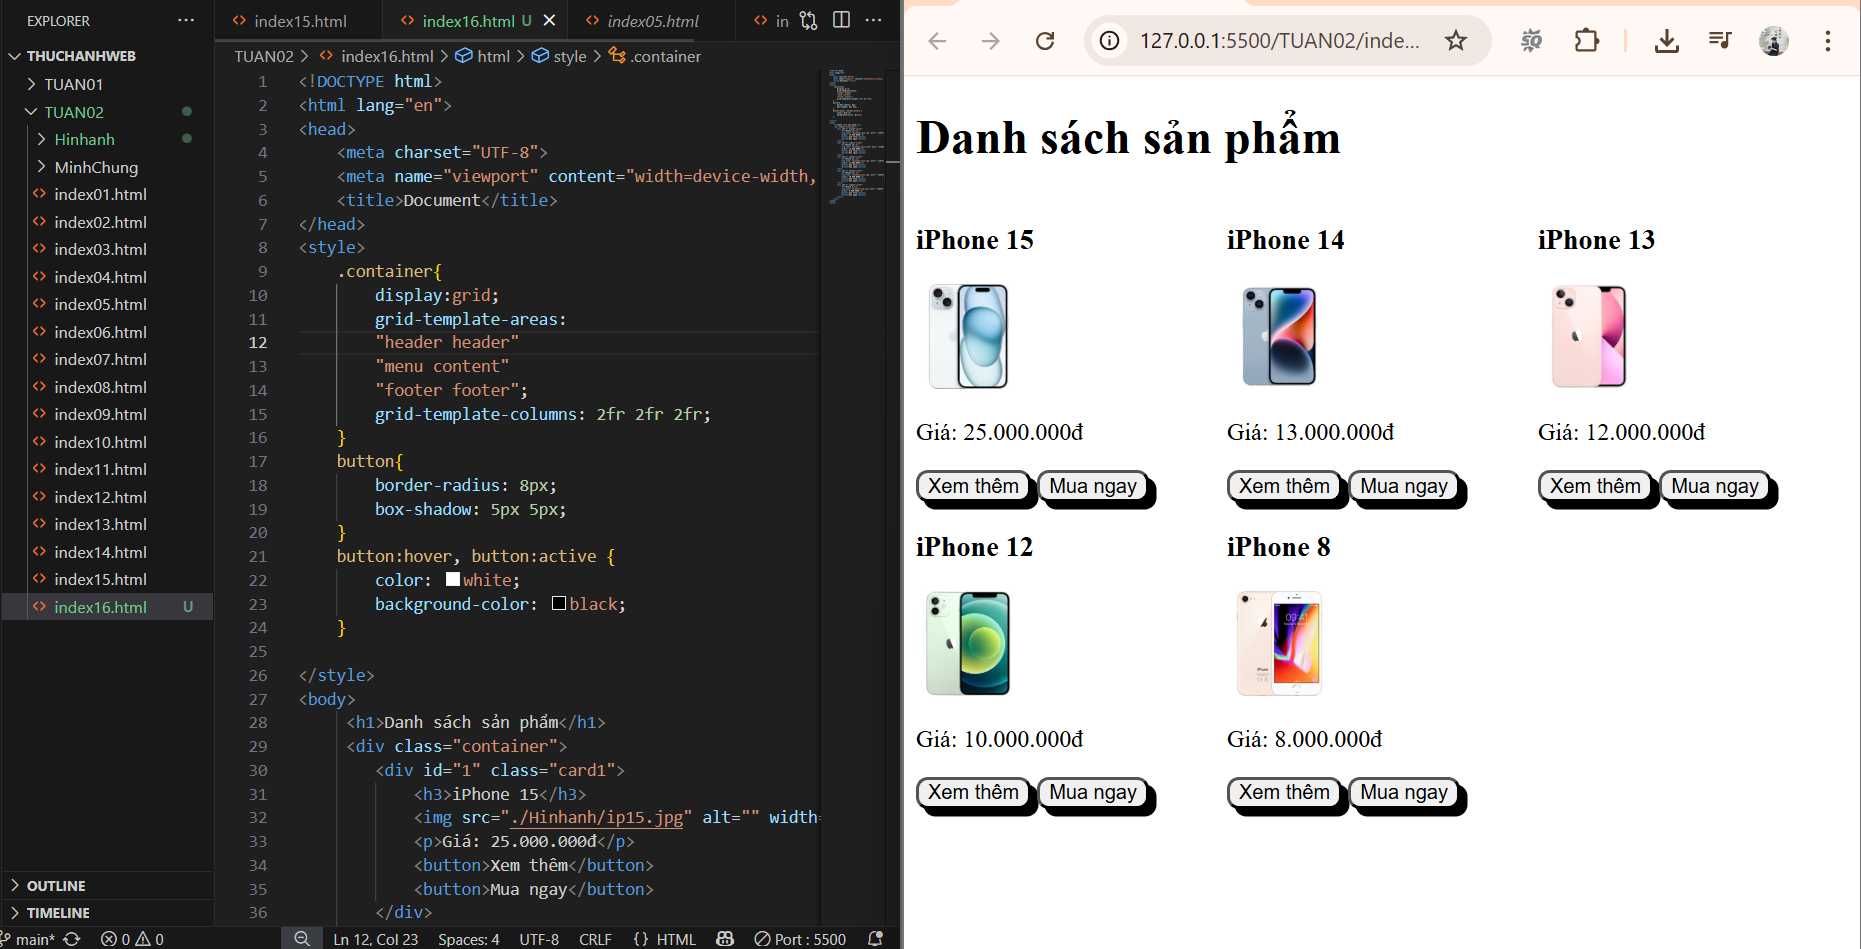 EXPLORER
THUCHANHWEB
TUAN01
TUAN02
Hinhanh
MinhChung
index01.html
index02.html
index03.html
index04.html
index05.html
index06.html
index07.html
index08.html
index09.html
index10.html
index11.html
index12.html
index13.html
index14.html
index15.html
index16.html U
OUTLINE
TIMELINE
index15.html index16.html U index05.html in
TUAN02 > index16.html > html > style > .container
1 <!DOCTYPE html>
2 <html lang="en">
3 <head>
4 <meta charset="UTF-8">
5 <meta name="viewport" content="width=device-width,
6 <title>Document</title>
7 </head>
8 <style>
9 .container{
10 display:grid;
11 grid-template-areas:
12 "header header"
13 "menu content"
14 "footer footer";
15 grid-template-columns: 2fr 2fr 2fr;
16 }
17 button{
18 border-radius: 8px;
19 box-shadow: 5px 5px;
20 }
21 button:hover, button:active {
22 color: white;
23 background-color: black;
24 }
25
26 </style>
27 <body>
28 <h1>Danh sách sản phẩm</h1>
29 <div class="container">
30 <div id="1" class="card1">
31 <h3>iPhone 15</h3>
32 <img src="./Hinhanh/ip15.jpg" alt="" width=
33 <p>Giá: 25.000.000đ</p>
34 <button>Xem thêm</button>
35 <button>Mua ngay</button>
36 </div>
main* 0 0 Ln 12, Col 23 Spaces: 4 UTF-8 CRLF {} HTML Port : 5500
127.0.0.1:5500/TUAN02/inde...
Danh sách sản phẩm
iPhone 15 iPhone 14 iPhone 13
Giá: 25.000.000đ Giá: 13.000.000đ Giá: 12.000.000đ
Xem thêm Mua ngay Xem thêm Mua ngay Xem thêm Mua ngay
iPhone 12 iPhone 8
09:41
Giá: 10.000.000đ Giá: 8.000.000đ
Xem thêm Mua ngay Xem thêm Mua ngay